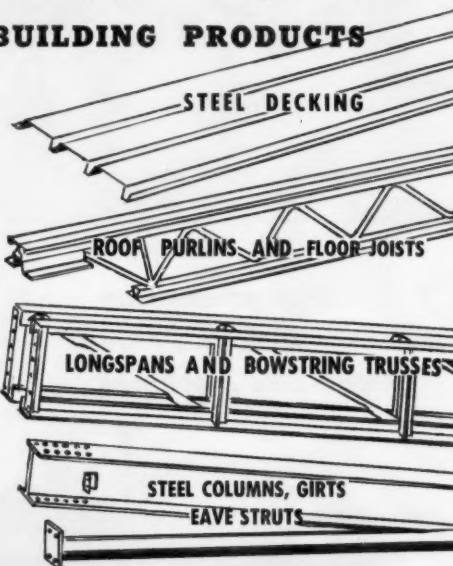 BUILDING PRODUCTS
STEEL DECKING
ROOF PURLINS AND FLOOR JOISTS
LONGSPANS AND BOWSTRING TRUSSES
STEEL COLUMNS, GIRTS
EAVE STRUTS